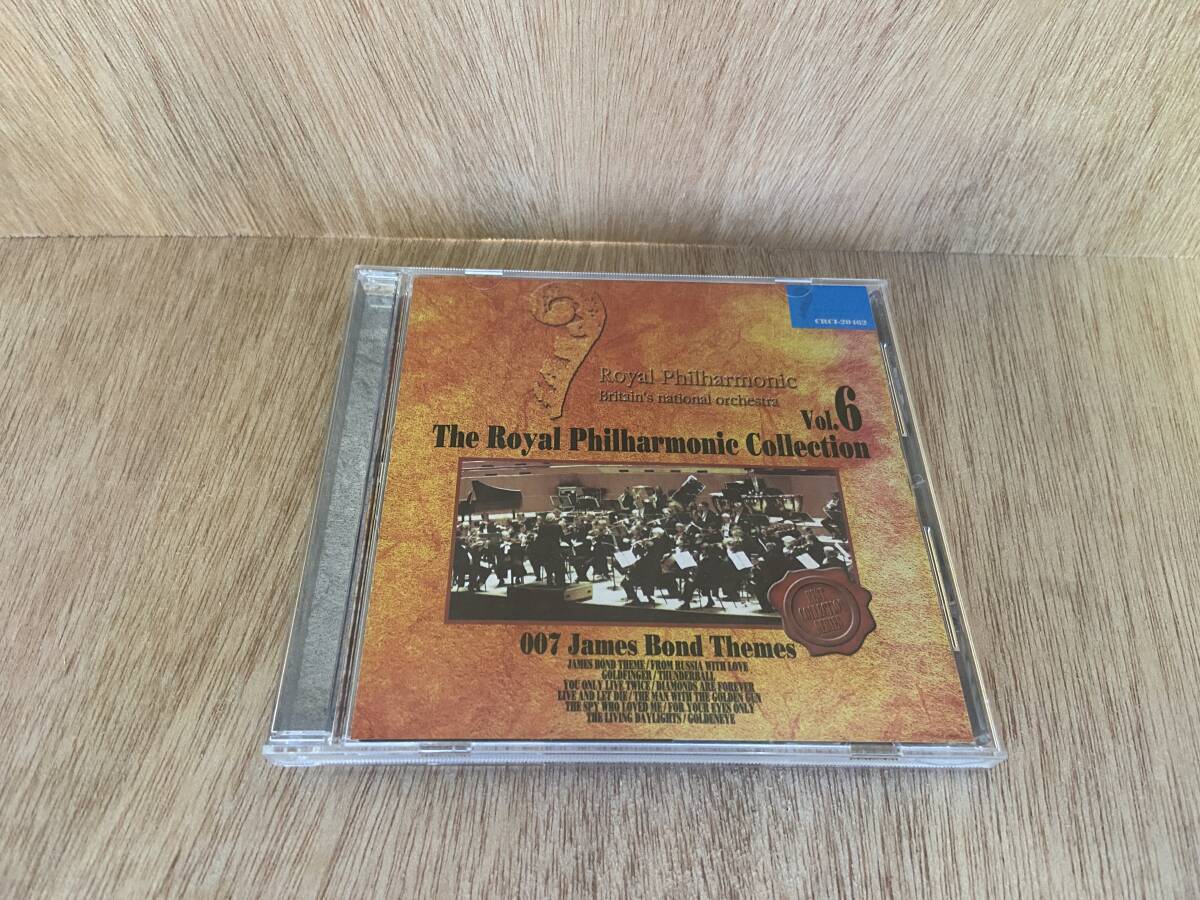 CRCI-20462
Royal Philharmonic
Britain's national orchestra
Vol.6
The Royal Philharmonic Collection
007 James Bond Themes
JAMES BOND THEME / FROM RUSSIA WITH LOVE
GOLDFINGER / THUNDERBALL
YOU ONLY LIVE TWICE / DIAMONDS ARE FOREVER
LIVE AND LET DIE / THE MAN WITH THE GOLDEN GUN
THE SPY WHO LOVED ME / FOR YOUR EYES ONLY
THE LIVING DAYLIGHTS / GOLDENEYE